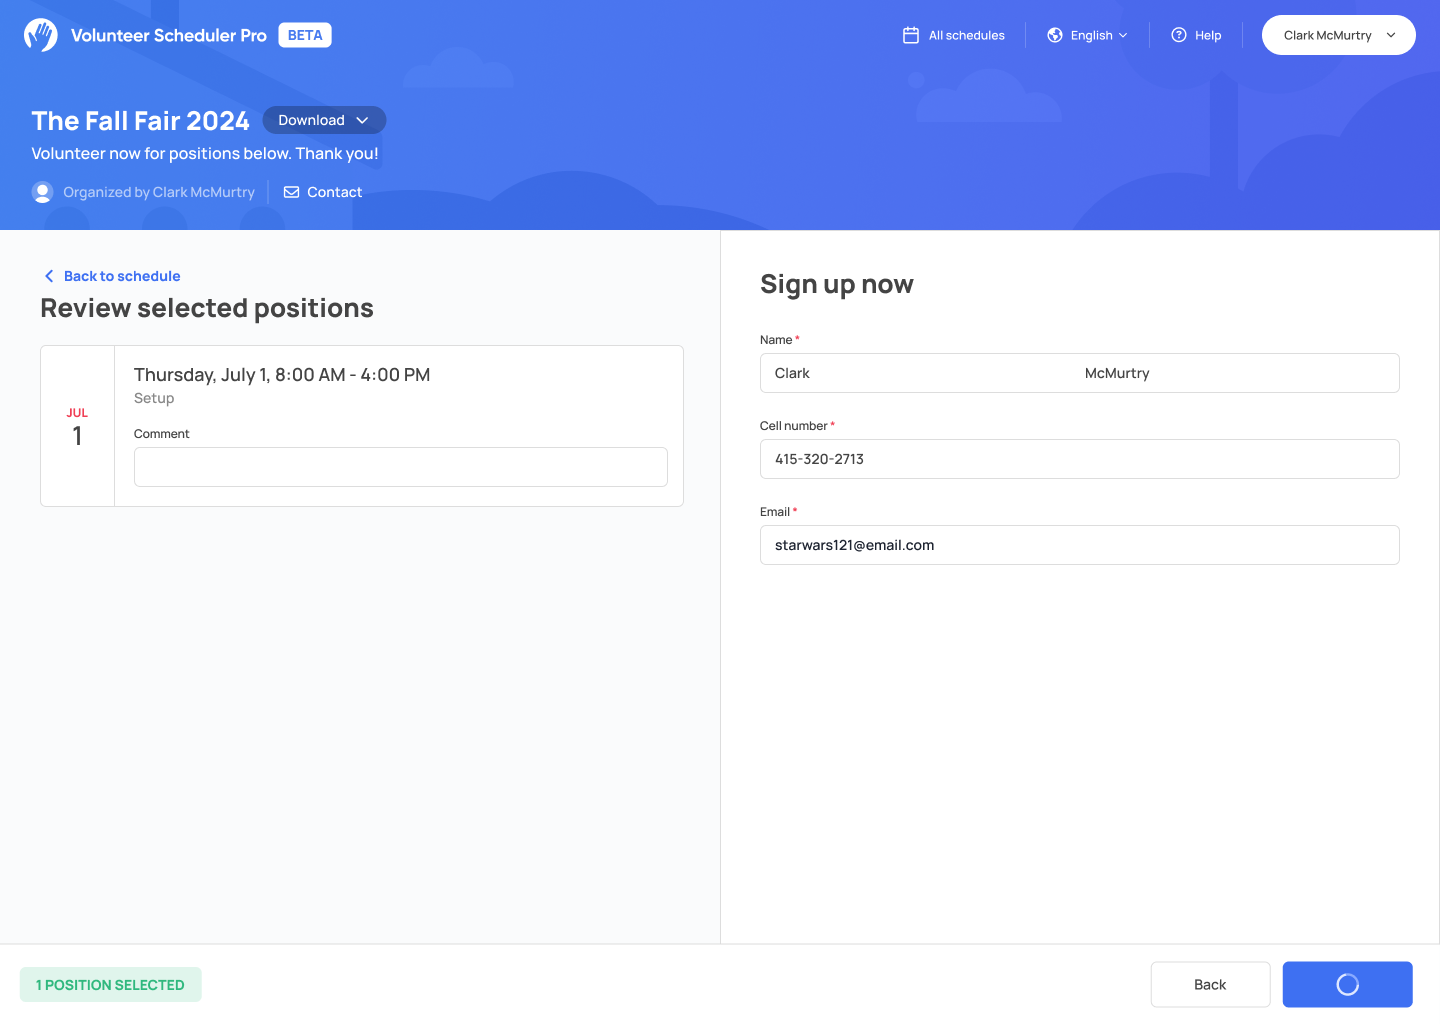 Volunteer Scheduler Pro BETA
All schedules
English
Help
Clark McMurtry
The Fall Fair 2024
Download
Volunteer now for positions below. Thank you!
Organized by Clark McMurtry
Contact
Back to schedule
Review selected positions
JUL
1
Thursday, July 1, 8:00 AM - 4:00 PM
Setup
Comment
Sign up now
Name *
Clark McMurtry
Cell number *
415-320-2713
Email *
starwars121@email.com
1 POSITION SELECTED
Back